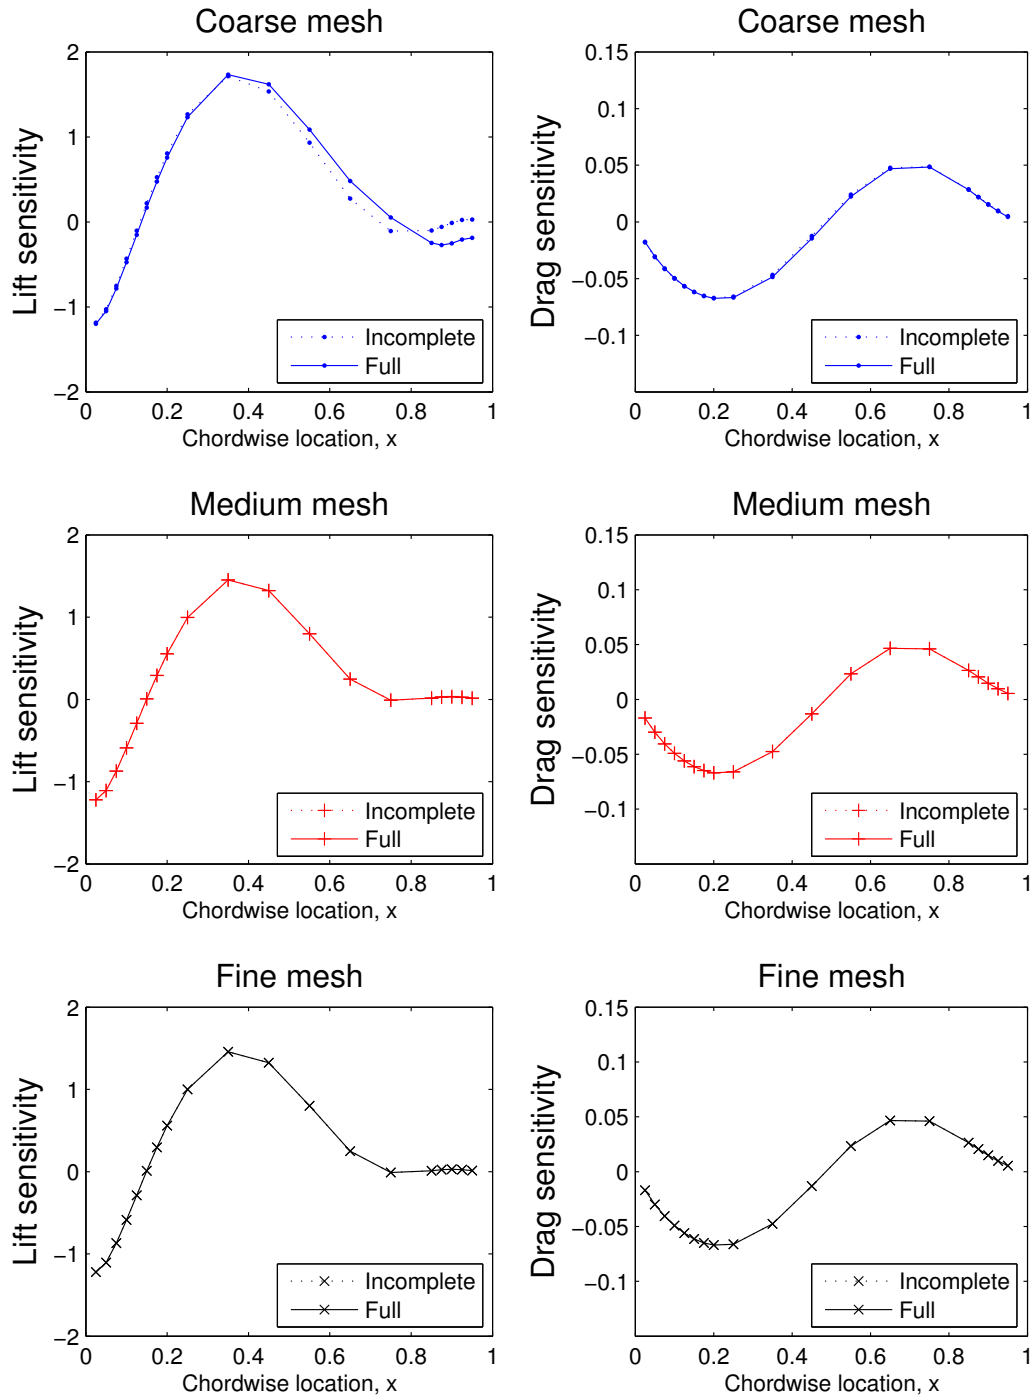 Coarse mesh
2
1
0
−1
−2
Lift sensitivity
Incomplete
Full
0
0.2
0.4
0.6
0.8
1
Chordwise location, x
Coarse mesh
0.15
0.1
0.05
0
−0.05
−0.1
Drag sensitivity
Incomplete
Full
0
0.2
0.4
0.6
0.8
1
Chordwise location, x
Medium mesh
2
1
0
−1
−2
Lift sensitivity
Incomplete
Full
0
0.2
0.4
0.6
0.8
1
Chordwise location, x
Medium mesh
0.15
0.1
0.05
0
−0.05
−0.1
Drag sensitivity
Incomplete
Full
0
0.2
0.4
0.6
0.8
1
Chordwise location, x
Fine mesh
2
1
0
−1
−2
Lift sensitivity
Incomplete
Full
0
0.2
0.4
0.6
0.8
1
Chordwise location, x
Fine mesh
0.15
0.1
0.05
0
−0.05
−0.1
Drag sensitivity
Incomplete
Full
0
0.2
0.4
0.6
0.8
1
Chordwise location, x